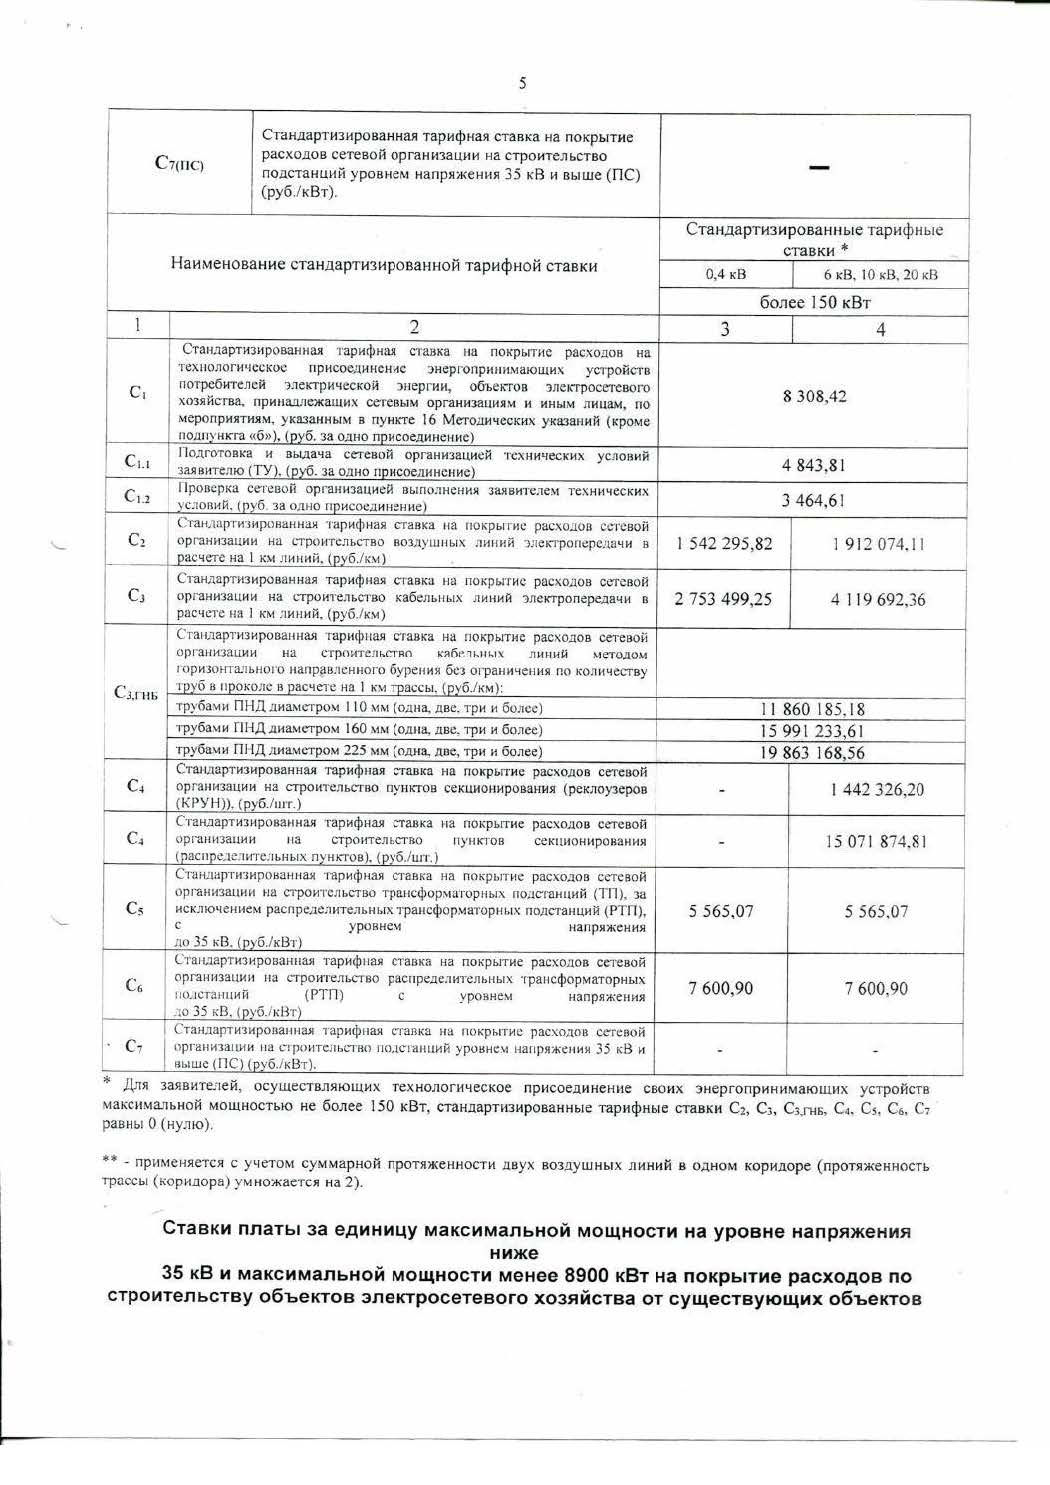 5
С7(ПС)
Стандартизированная тарифная ставка на покрытие
расходов сетевой организации на строительство
подстанций уровнем напряжения 35 кВ и выше (ПС)
(руб./кВт).
–
Наименование стандартизированной тарифной ставки
Стандартизированные тарифные
ставки *
0,4 кВ
6 кВ, 10 кВ, 20 кВ
более 150 кВт
1
2
3
4
С1
Стандартизированная тарифная ставка на покрытие расходов на
технологическое присоединение энергопринимающих устройств
потребителей электрической энергии, объектов электросетевого
хозяйства, принадлежащих сетевым организациям и иным лицам, по
мероприятиям, указанным в пункте 16 Методических указаний (кроме
подпункта «б»), (руб. за одно присоединение)
8 308,42
С1.1
Подготовка и выдача сетевой организацией технических условий
заявителю (ТУ), (руб. за одно присоединение)
4 843,81
С1.2
Проверка сетевой организацией выполнения заявителем технических
условий, (руб. за одно присоединение)
3 464,61
С2
Стандартизированная тарифная ставка на покрытие расходов сетевой
организации на строительство воздушных линий электропередачи в
расчете на 1 км линий, (руб./км)
1 542 295,82
1 912 074,11
С3
Стандартизированная тарифная ставка на покрытие расходов сетевой
организации на строительство кабельных линий электропередачи в
расчете на 1 км линий, (руб./км)
2 753 499,25
4 119 692,36
С3,ГНБ
Стандартизированная тарифная ставка на покрытие расходов сетевой
организации на строительство кабельных линий методом
горизонтального направленного бурения без ограничения по количеству
труб в проколе в расчете на 1 км трассы, (руб./км):
трубами ПНД диаметром 110 мм (одна, две, три и более)
11 860 185,18
трубами ПНД диаметром 160 мм (одна, две, три и более)
15 991 233,61
трубами ПНД диаметром 225 мм (одна, две, три и более)
19 863 168,56
С4
Стандартизированная тарифная ставка на покрытие расходов сетевой
организации на строительство пунктов секционирования (реклоузеров
(КРУН)), (руб./шт.)
-
1 442 326,20
С4
Стандартизированная тарифная ставка на покрытие расходов сетевой
организации на строительство пунктов секционирования
(распределительных пунктов), (руб./шт.)
-
15 071 874,81
С5
Стандартизированная тарифная ставка на покрытие расходов сетевой
организации на строительство трансформаторных подстанций (ТП), за
исключением распределительных трансформаторных подстанций (РТП),
с уровнем напряжения
до 35 кВ, (руб./кВт)
5 565,07
5 565,07
С6
Стандартизированная тарифная ставка на покрытие расходов сетевой
организации на строительство распределительных трансформаторных
подстанций (РТП) с уровнем напряжения
до 35 кВ, (руб./кВт)
7 600,90
7 600,90
С7
Стандартизированная тарифная ставка на покрытие расходов сетевой
организации на строительство подстанций уровнем напряжения 35 кВ и
выше (ПС) (руб./кВт).
-
-
* Для заявителей, осуществляющих технологическое присоединение своих энергопринимающих устройств
максимальной мощностью не более 150 кВт, стандартизированные тарифные ставки С2, С3, С3,ГНБ, С4, С5, С6, С7
равны 0 (нулю).
** - применяется с учетом суммарной протяженности двух воздушных линий в одном коридоре (протяженность
трассы (коридора) умножается на 2).
Ставки платы за единицу максимальной мощности на уровне напряжения
ниже
35 кВ и максимальной мощности менее 8900 кВт на покрытие расходов по
строительству объектов электросетевого хозяйства от существующих объектов